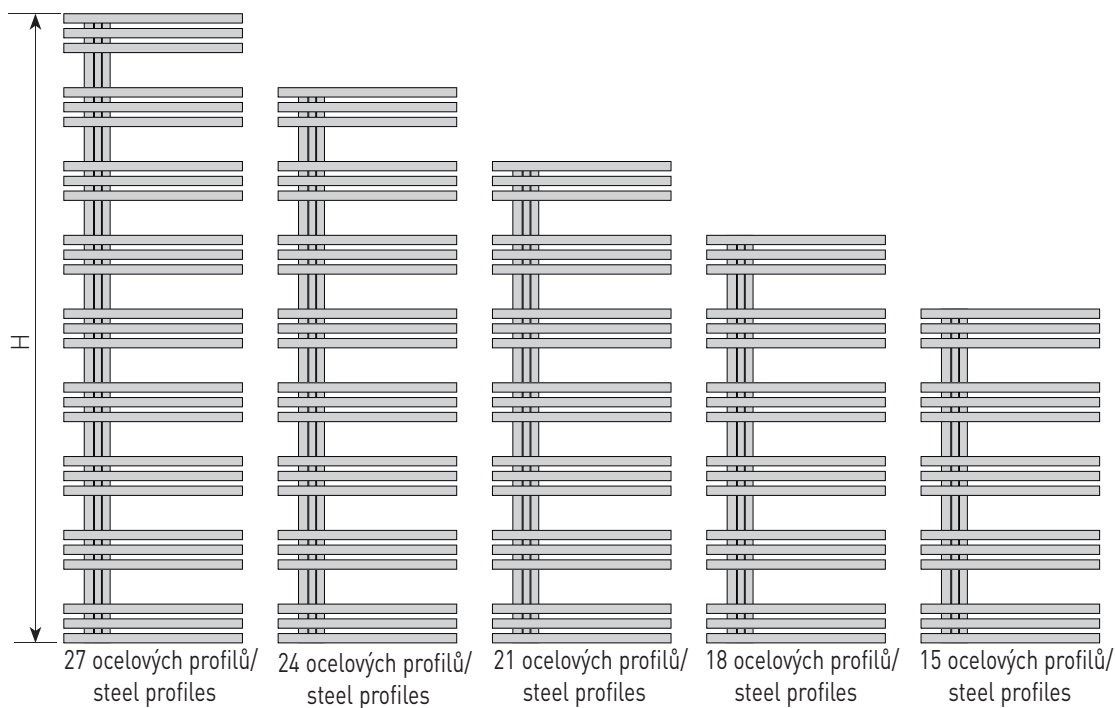 H
27 ocelových profilů/
steel profiles
24 ocelových profilů/
steel profiles
21 ocelových profilů/
steel profiles
18 ocelových profilů/
steel profiles
15 ocelových profilů/
steel profiles